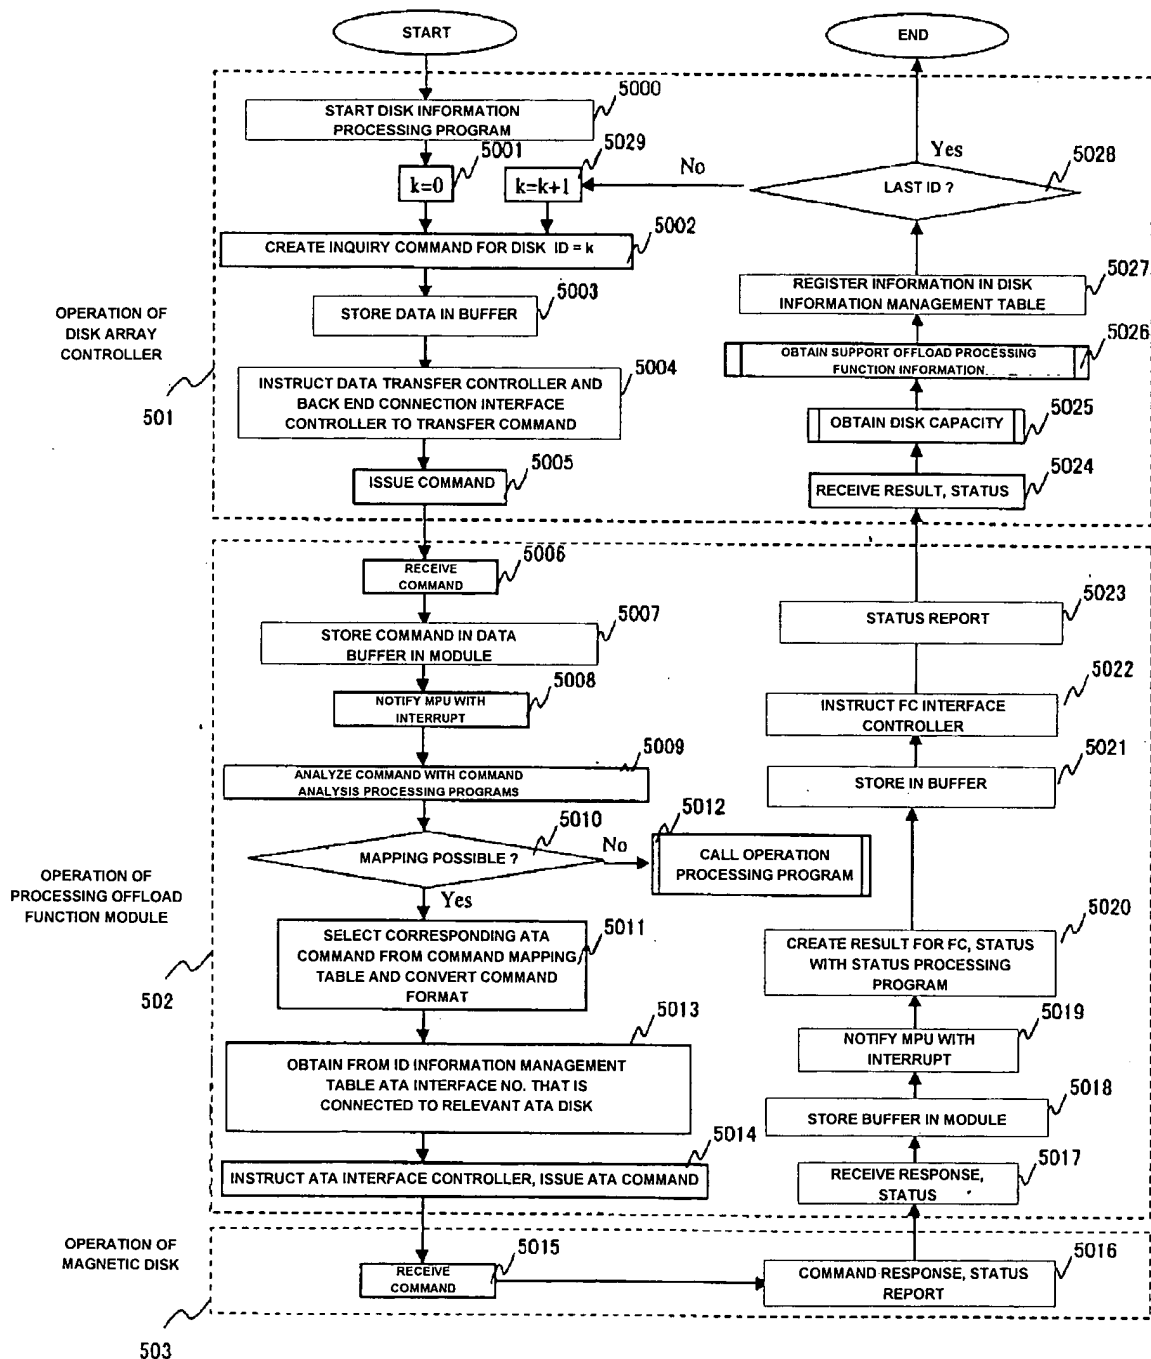 START
5000
START DISK INFORMATION
PROCESSING PROGRAM
5001
k=0
5029
k=k+1
5002
CREATE INQUIRY COMMAND FOR DISK ID = k
5003
STORE DATA IN BUFFER
5004
INSTRUCT DATA TRANSFER CONTROLLER AND
BACK END CONNECTION INTERFACE
CONTROLLER TO TRANSFER COMMAND
5005
ISSUE COMMAND
OPERATION OF
DISK ARRAY
CONTROLLER
501
END
Yes
No
5028
LAST ID ?
5027
REGISTER INFORMATION IN DISK
INFORMATION MANAGEMENT TABLE
5026
OBTAIN SUPPORT OFFLOAD PROCESSING
FUNCTION INFORMATION.
5025
OBTAIN DISK CAPACITY
5024
RECEIVE RESULT, STATUS
5006
RECEIVE
COMMAND
5007
STORE COMMAND IN DATA
BUFFER IN MODULE
5008
NOTIFY MPU WITH
INTERRUPT
5009
ANALYZE COMMAND WITH COMMAND
ANALYSIS PROCESSING PROGRAMS
5010
MAPPING POSSIBLE ?
No
5012
CALL OPERATION
PROCESSING PROGRAM
Yes
5011
SELECT CORRESPONDING ATA
COMMAND FROM COMMAND MAPPING
TABLE AND CONVERT COMMAND
FORMAT
5013
OBTAIN FROM ID INFORMATION MANAGEMENT
TABLE ATA INTERFACE NO. THAT IS
CONNECTED TO RELEVANT ATA DISK
5014
INSTRUCT ATA INTERFACE CONTROLLER, ISSUE ATA COMMAND
OPERATION OF
PROCESSING OFFLOAD
FUNCTION MODULE
502
5023
STATUS REPORT
5022
INSTRUCT FC INTERFACE
CONTROLLER
5021
STORE IN BUFFER
5020
CREATE RESULT FOR FC, STATUS
WITH STATUS PROCESSING
PROGRAM
5019
NOTIFY MPU WITH
INTERRUPT
5018
STORE BUFFER IN MODULE
5017
RECEIVE RESPONSE,
STATUS
OPERATION OF
MAGNETIC DISK
503
5015
RECEIVE
COMMAND
5016
COMMAND RESPONSE, STATUS
REPORT